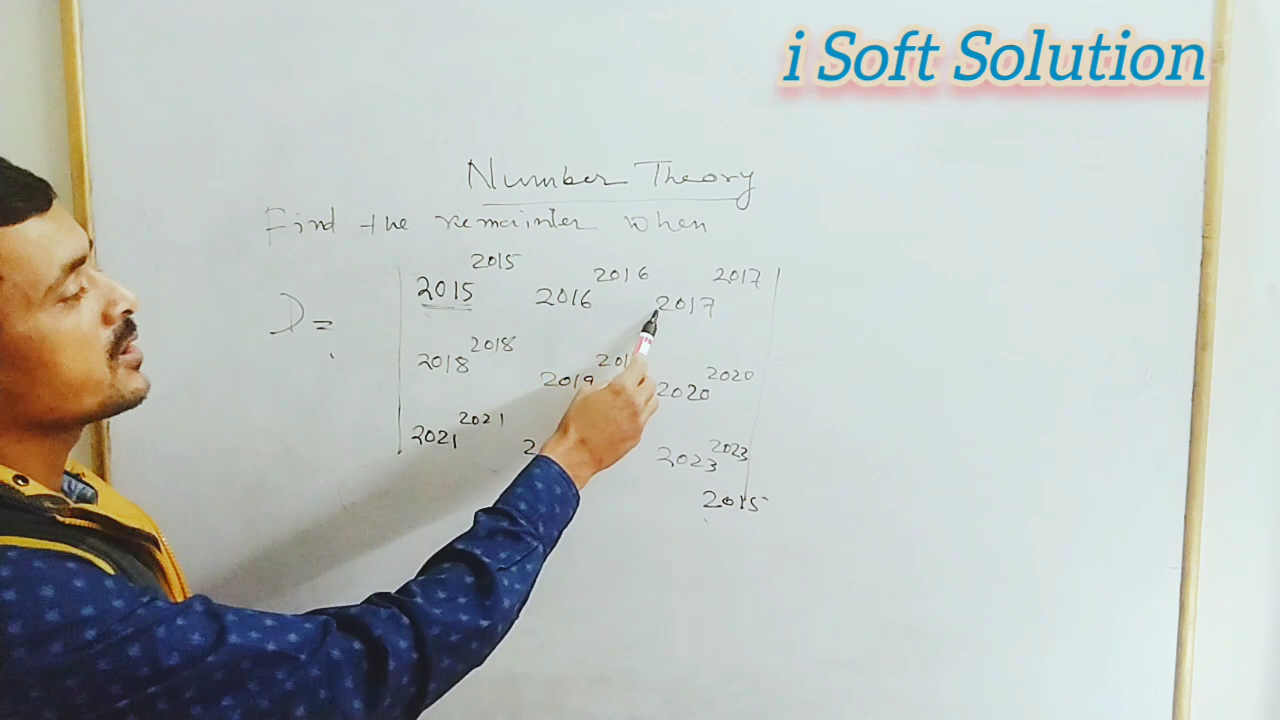 i Soft Solution
Number Theory
Find the remainter when
D = 2015^2015 2016^2016 2017^2017
2018^2018 2019 2020^2020
2021^2021 2023^2023
2015